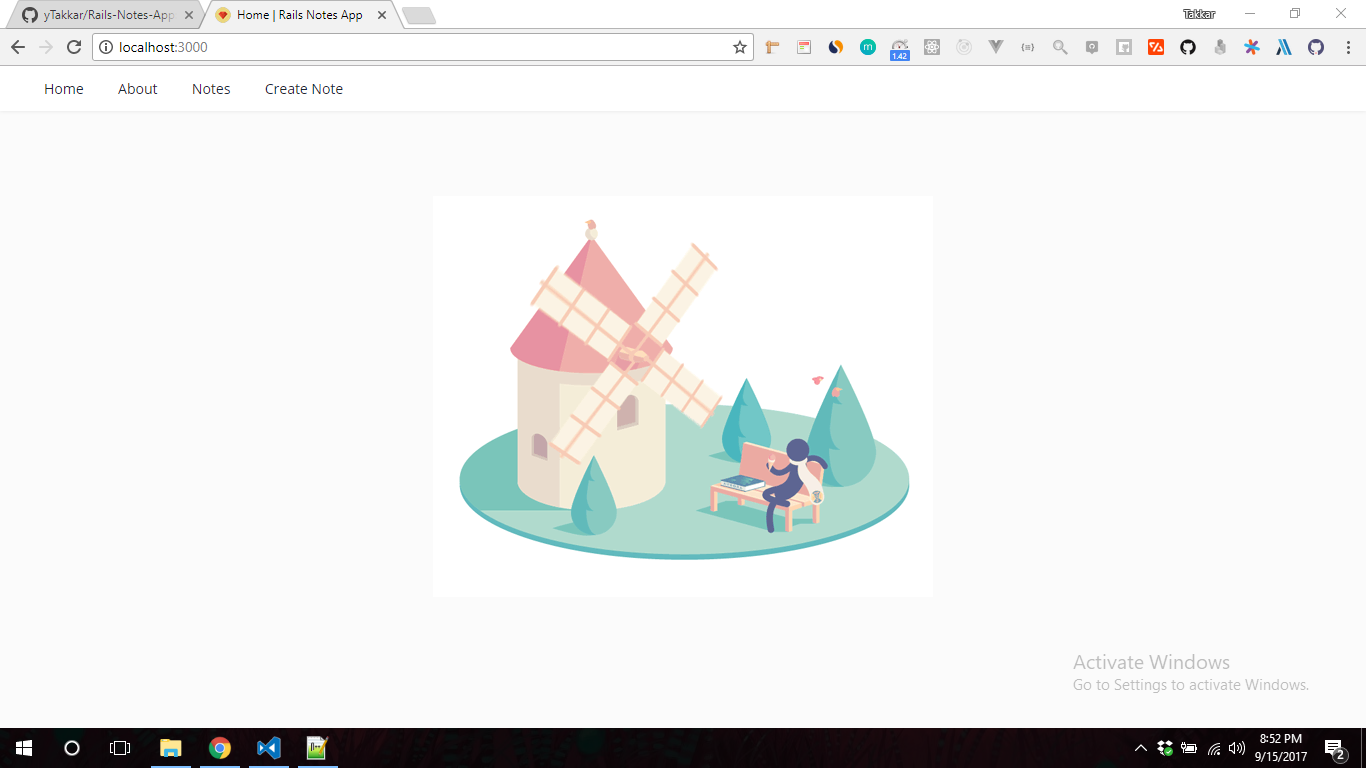 yTakkar/Rails-Notes-App
Home | Rails Notes App
Takkar
localhost:3000
1.42
Home
About
Notes
Create Note
Activate Windows
Go to Settings to activate Windows.
8:52 PM
9/15/2017
2